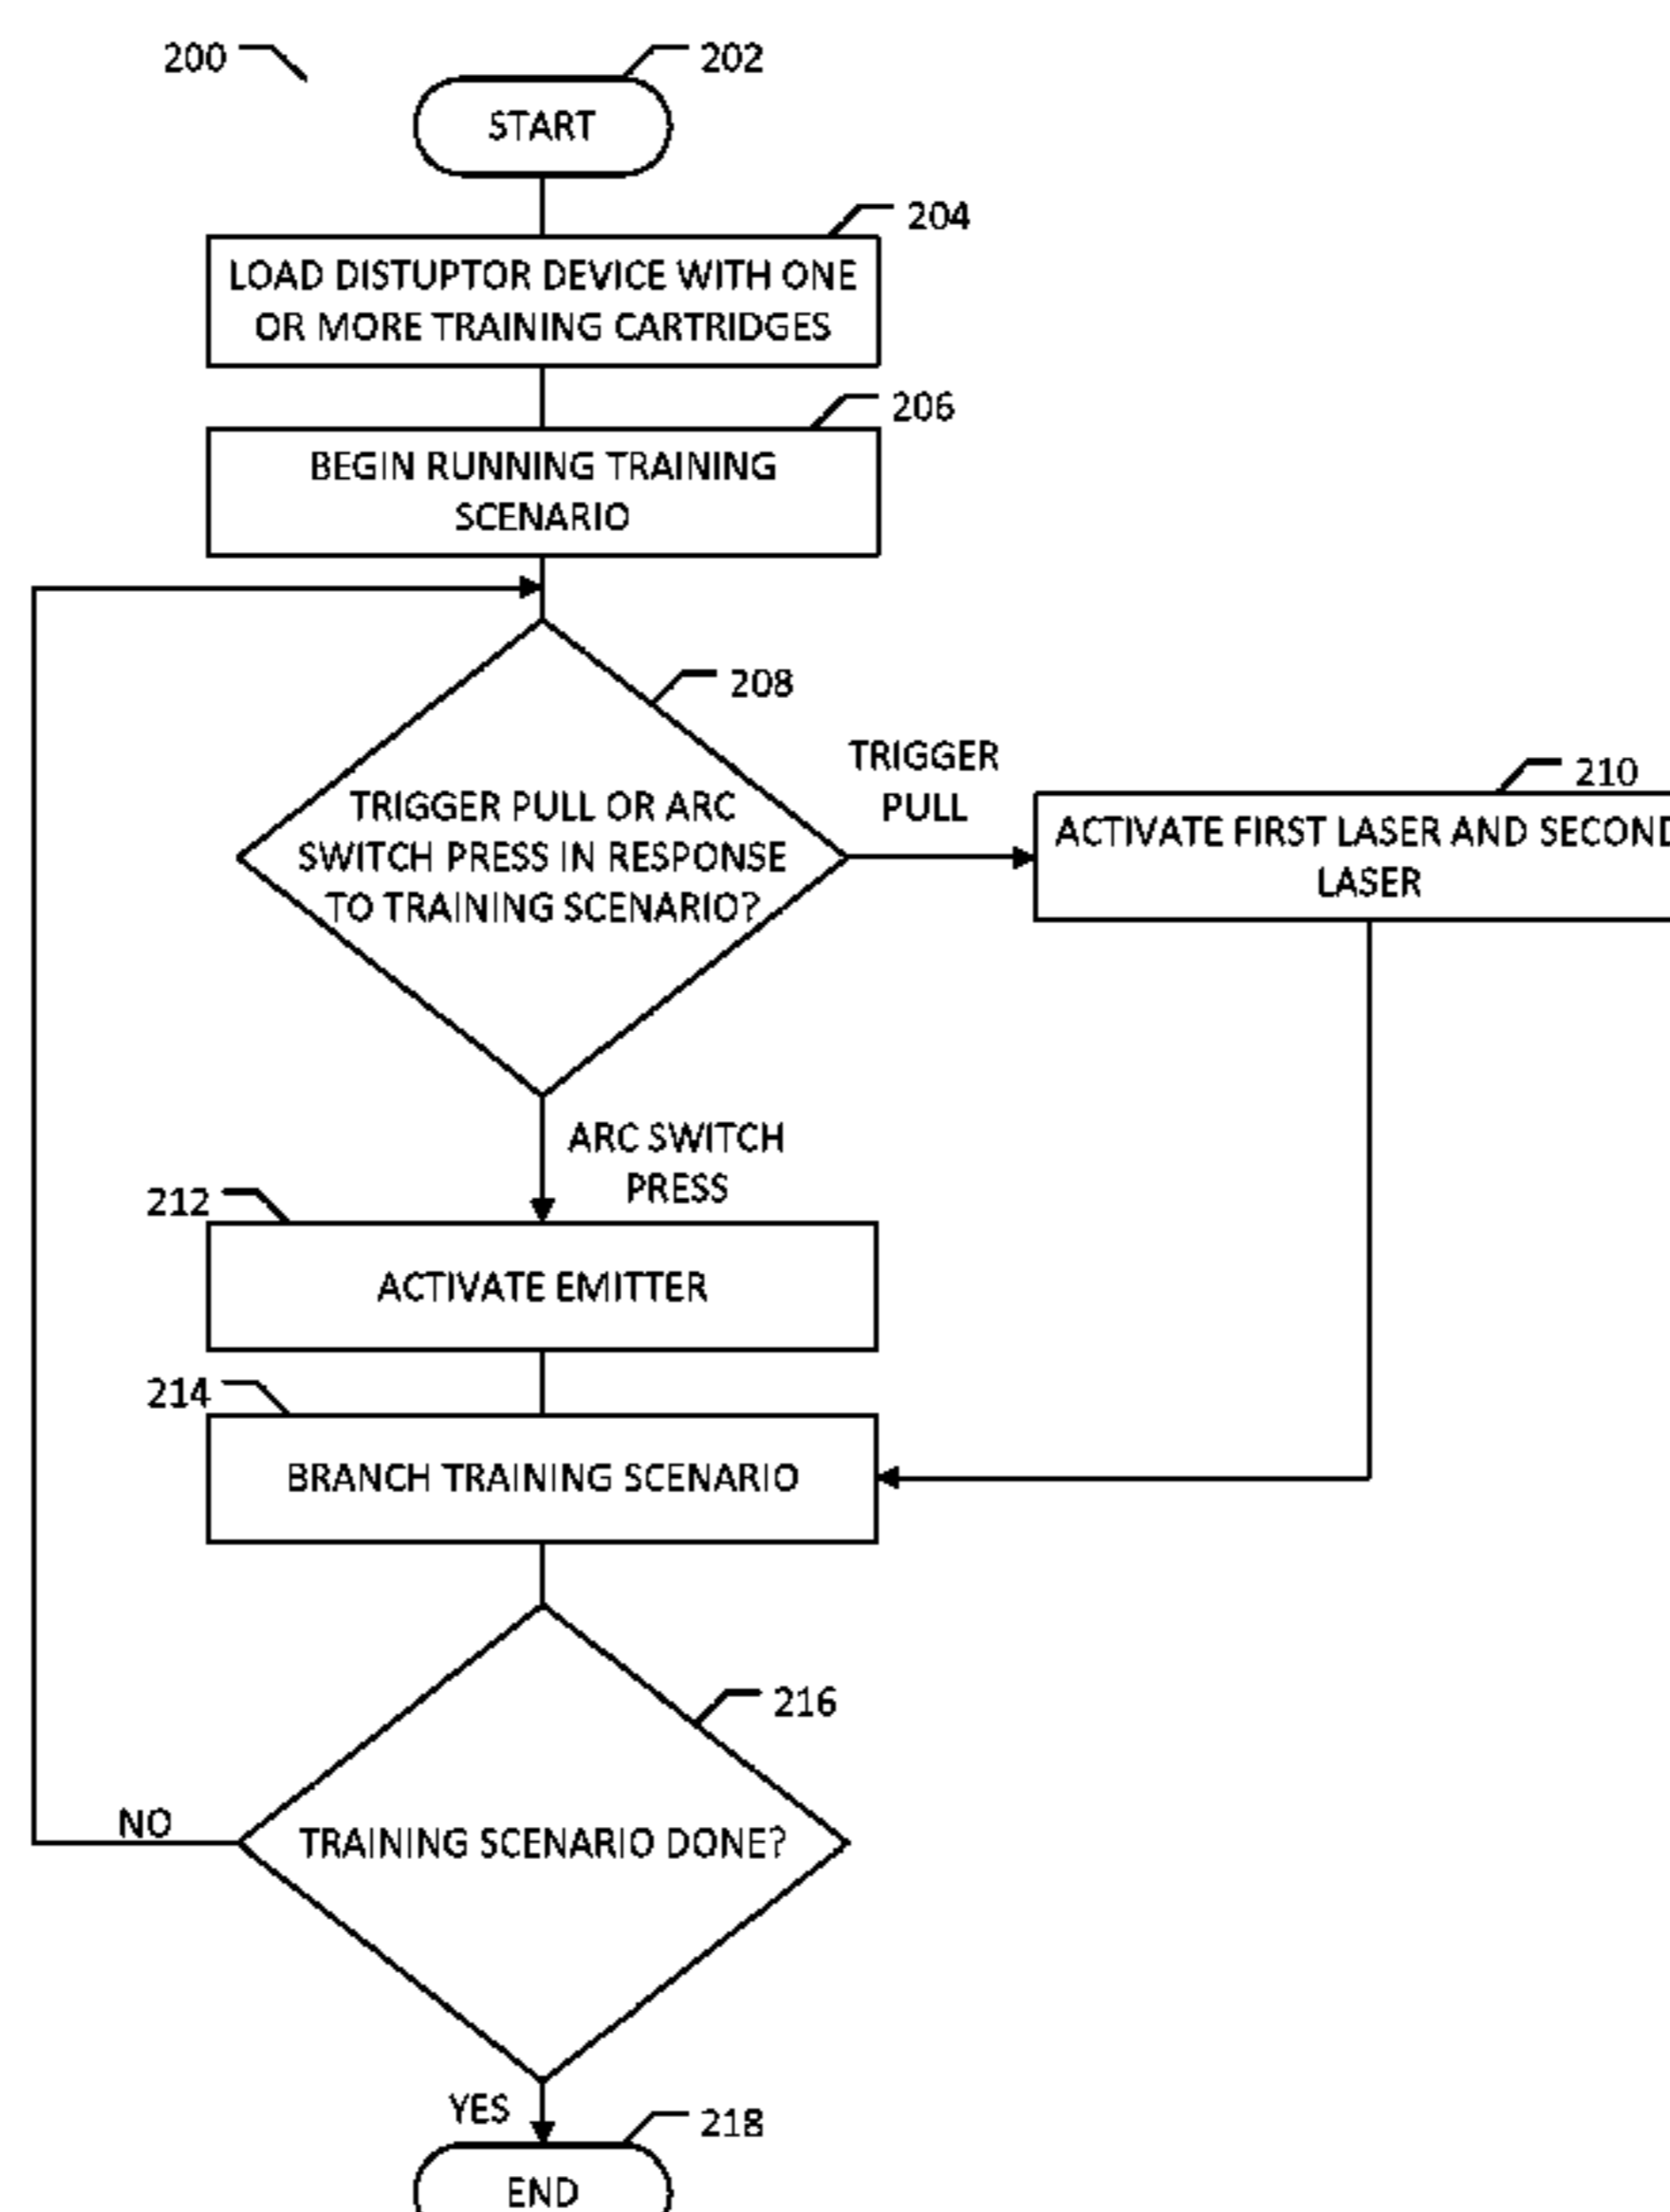 200
202
START
204
LOAD DISTUPTOR DEVICE WITH ONE
OR MORE TRAINING CARTRIDGES
206
BEGIN RUNNING TRAINING
SCENARIO
208
TRIGGER PULL OR ARC
SWITCH PRESS IN RESPONSE
TO TRAINING SCENARIO?
TRIGGER
PULL
210
ACTIVATE FIRST LASER AND SECOND
LASER
ARC SWITCH
PRESS
212
ACTIVATE EMITTER
214
BRANCH TRAINING SCENARIO
216
TRAINING SCENARIO DONE?
NO
YES
218
END